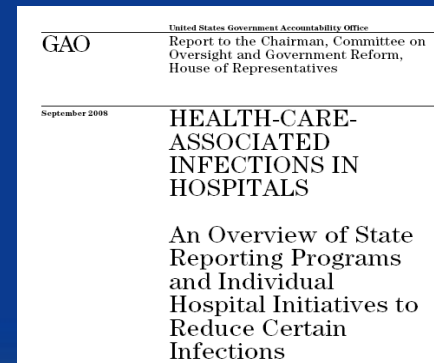 United States Government Accountability Office
GAO
Report to the Chairman, Committee on
Oversight and Government Reform,
House of Representatives
September 2008
HEALTH-CARE-
ASSOCIATED
INFECTIONS IN
HOSPITALS
An Overview of State
Reporting Programs
and Individual
Hospital Initiatives to
Reduce Certain
Infections